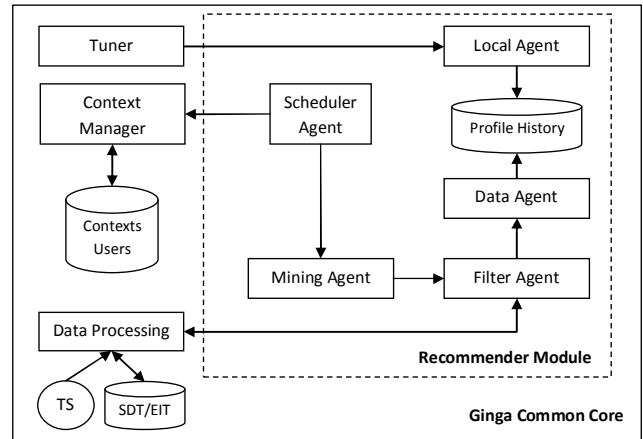 Tuner
Local Agent
Context
Manager
Scheduler
Agent
Profile History
Contexts
Users
Data Agent
Mining Agent
Filter Agent
Data Processing
Recommender Module
TS
SDT/EIT
Ginga Common Core